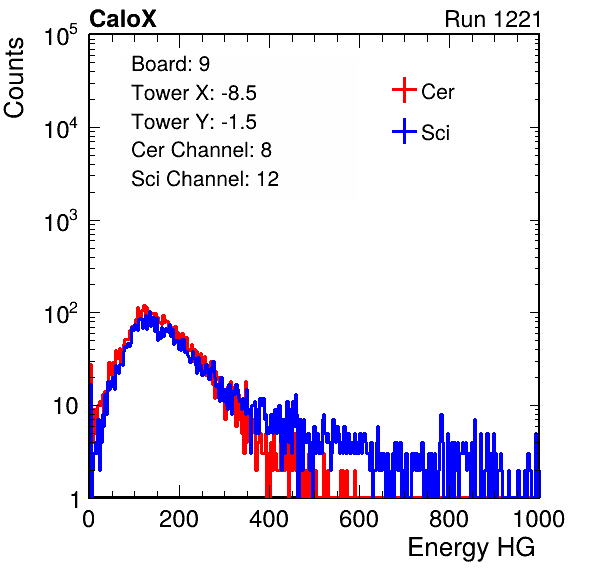 CaloX Run 1221
Counts
10^5
10^4
10^3
10^2
10
1
Board: 9
Tower X: -8.5
Tower Y: -1.5
Cer Channel: 8
Sci Channel: 12
Cer
Sci
0 200 400 600 800 1000
Energy HG